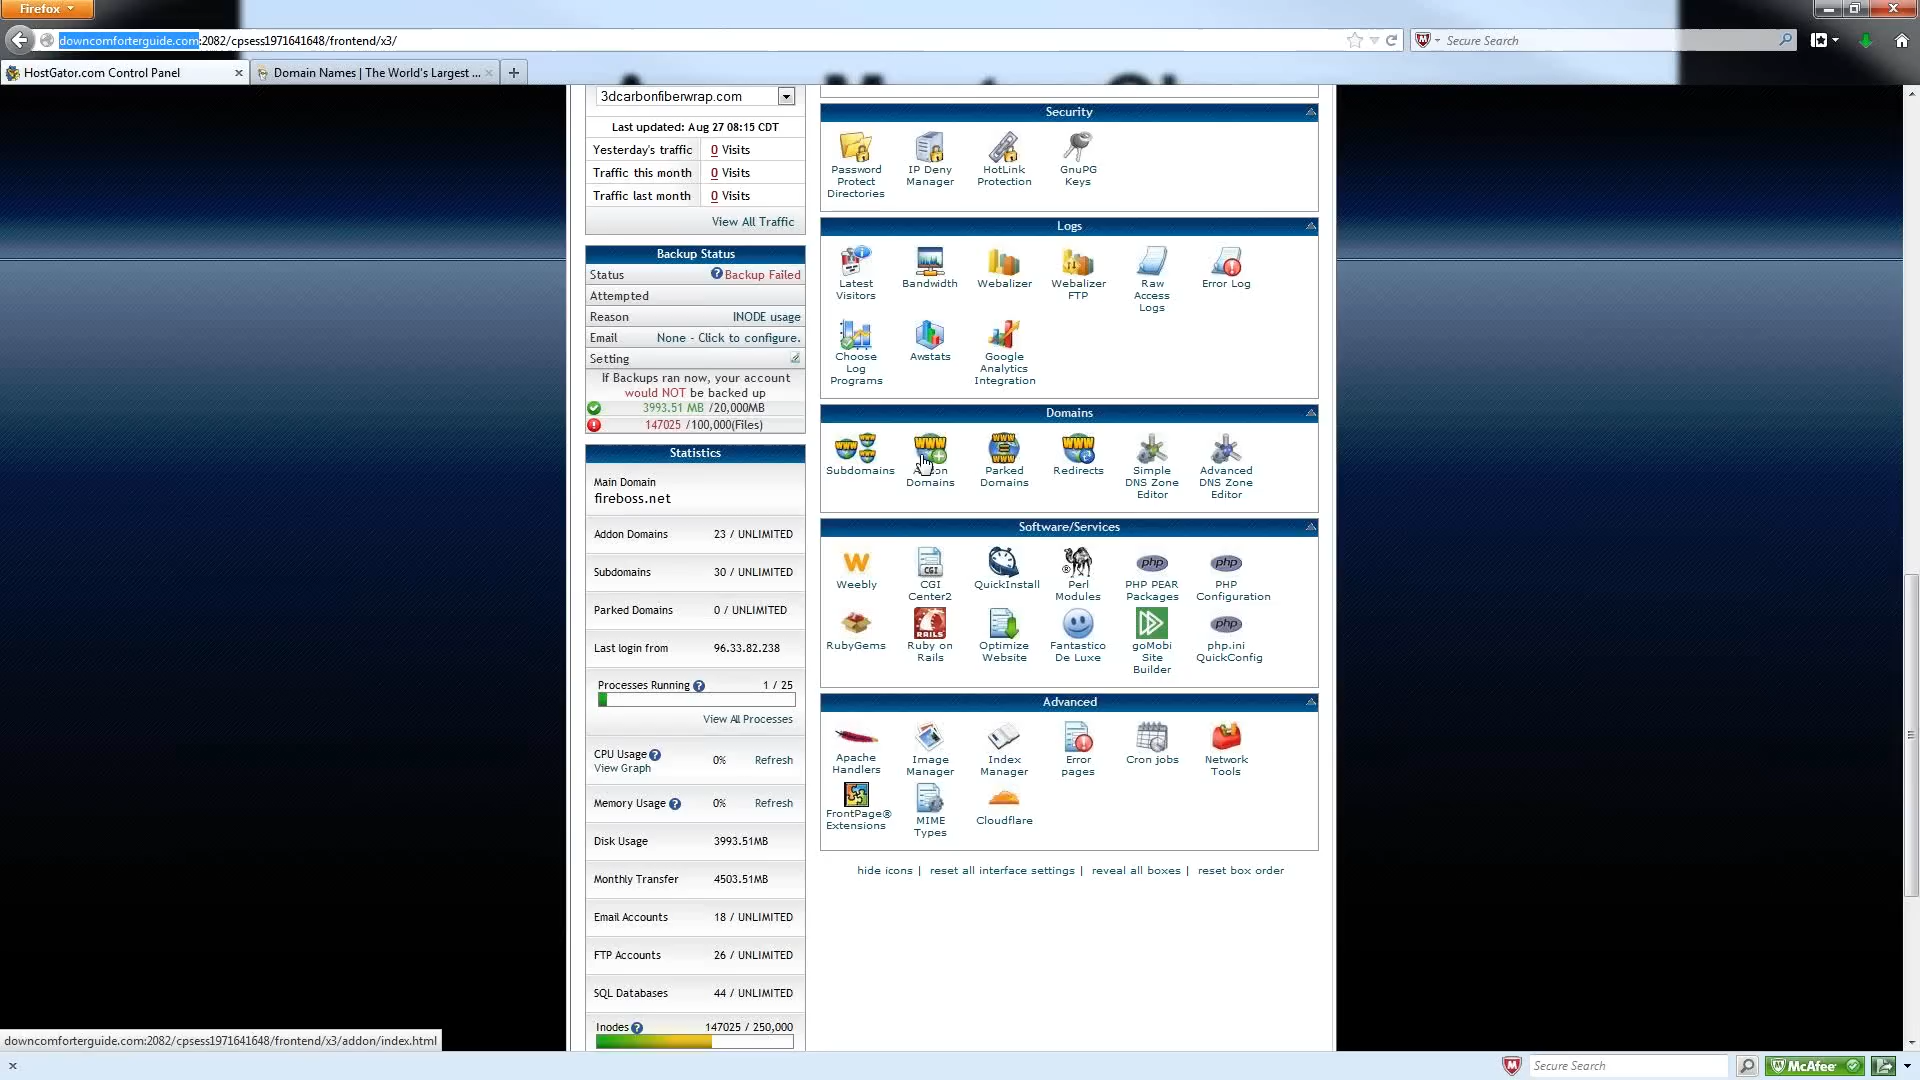 Firefox
downcomforterguide.com:2082/cpsess1971641648/frontend/x3/
Secure Search
HostGator.com Control Panel
Domain Names | The World's Largest ...
3dcarbonfiberwrap.com
Last updated: Aug 27 08:15 CDT
Yesterday's traffic 0 Visits
Traffic this month 0 Visits
Traffic last month 0 Visits
View All Traffic
Backup Status
Status Backup Failed
Attempted
Reason INODE usage
Email None - Click to configure.
Setting
If Backups ran now, your account
would NOT be backed up
3993.51 MB /20,000MB
147025 /100,000(Files)
Statistics
Main Domain
fireboss.net
Addon Domains 23 / UNLIMITED
Subdomains 30 / UNLIMITED
Parked Domains 0 / UNLIMITED
Last login from 96.33.82.238
Processes Running 1 / 25
View All Processes
CPU Usage 0% Refresh
View Graph
Memory Usage 0% Refresh
Disk Usage 3993.51MB
Monthly Transfer 4503.51MB
Email Accounts 18 / UNLIMITED
FTP Accounts 26 / UNLIMITED
SQL Databases 44 / UNLIMITED
Inodes 147025 / 250,000
Security
Password Protect Directories
IP Deny Manager
HotLink Protection
GnuPG Keys
Logs
Latest Visitors
Bandwidth
Webalizer
Webalizer FTP
Raw Access Logs
Error Log
Choose Log Programs
Awstats
Google Analytics Integration
Domains
Subdomains
Addon Domains
Parked Domains
Redirects
Simple DNS Zone Editor
Advanced DNS Zone Editor
Software/Services
Weebly
CGI Center2
QuickInstall
Perl Modules
PHP PEAR Packages
PHP Configuration
RubyGems
Ruby on Rails
Optimize Website
Fantastico De Luxe
goMobi Site Builder
php.ini QuickConfig
Advanced
Apache Handlers
Image Manager
Index Manager
Error pages
Cron jobs
Network Tools
FrontPage® Extensions
MIME Types
Cloudflare
hide icons | reset all interface settings | reveal all boxes | reset box order
downcomforterguide.com:2082/cpsess1971641648/frontend/x3/addon/index.html
Secure Search
McAfee